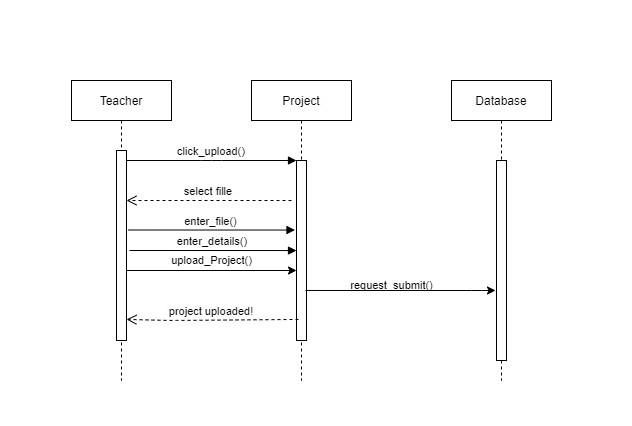 Teacher
Project
Database
click_upload()
select fille
enter_file()
enter_details()
upload_Project()
request_submit()
project uploaded!